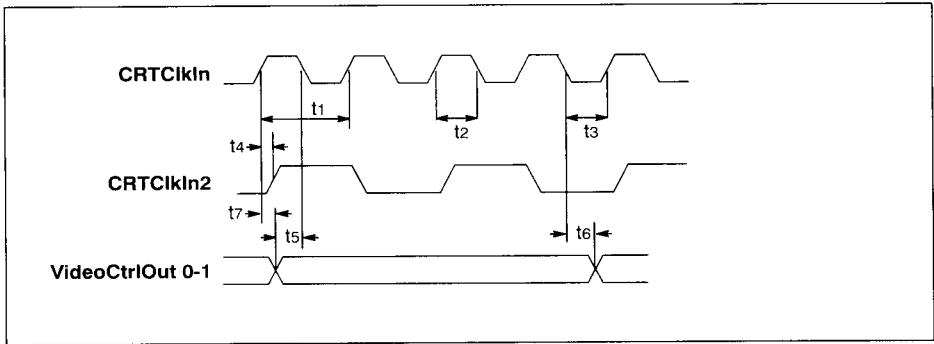 CRTClkIn
t1
t2
t3
t4
CRTClkIn2
t7
t5
t6
VideoCtrlOut 0-1